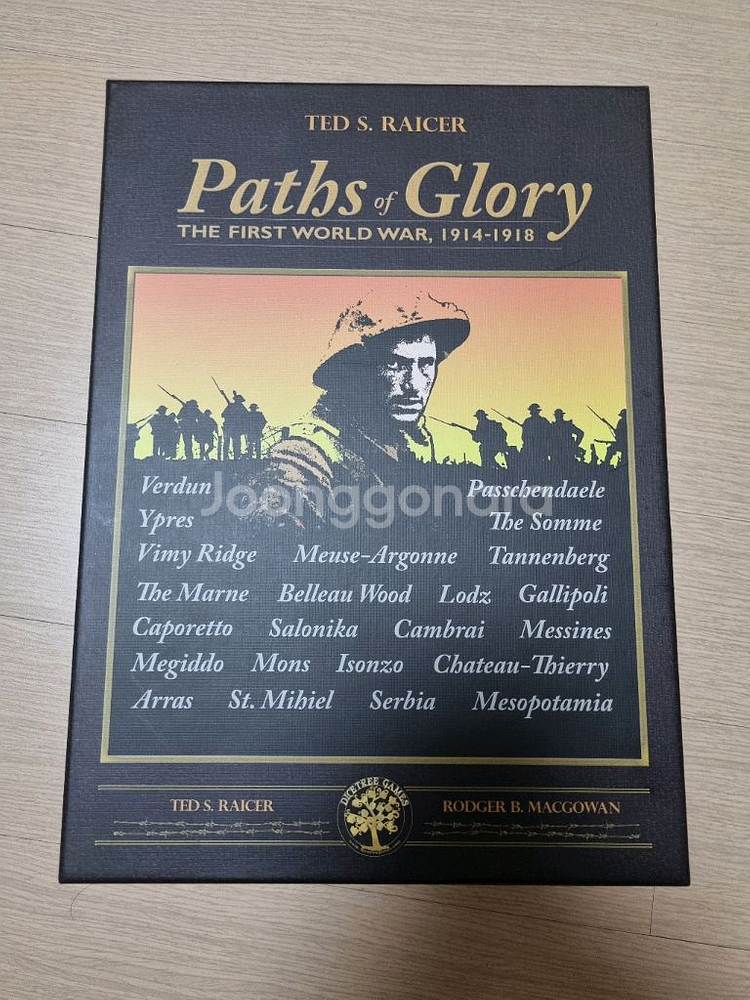 TED S. RAICER
Paths of Glory
THE FIRST WORLD WAR, 1914-1918
Verdun Passchendaele
Joonggonara
Ypres The Somme
Vimy Ridge Meuse-Argonne Tannenberg
The Marne Belleau Wood Lodz Gallipoli
Caporetto Salonika Cambrai Messines
Megiddo Mons Isonzo Chateau-Thierry
Arras St. Mihiel Serbia Mesopotamia
DICETREE GAMES
TED S. RAICER RODGER B. MACGOWAN